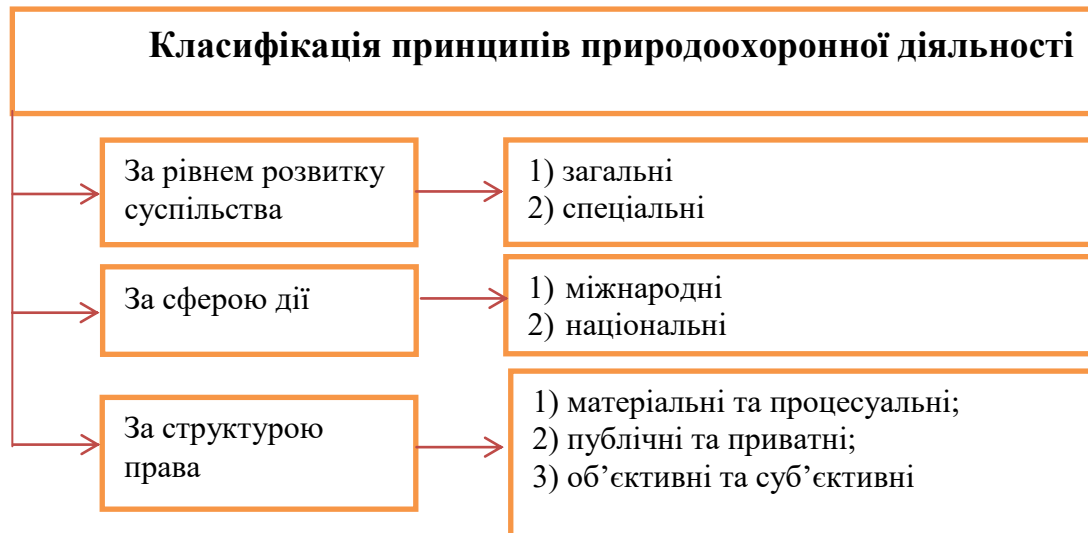 Класифікація принципів природоохоронної діяльності
За рівнем розвитку
суспільства
1) загальні
2) спеціальні
За сферою дії
1) міжнародні
2) національні
За структурою
права
1) матеріальні та процесуальні;
2) публічні та приватні;
3) об’єктивні та суб’єктивні